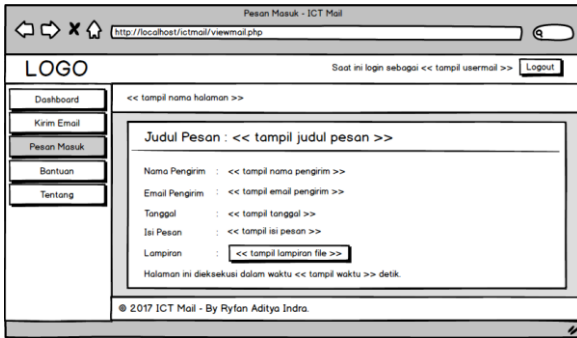 Pesan Masuk - ICT Mail
http://localhost/ictmail/viewmail.php
LOGO
Saat ini login sebagai << tampil usermail >> Logout
Dashboard
Kirim Email
Pesan Masuk
Bantuan
Tentang
<< tampil nama halaman >>
Judul Pesan : << tampil judul pesan >>
Nama Pengirim : << tampil nama pengirim >>
Email Pengirim : << tampil email pengirim >>
Tanggal : << tampil tanggal >>
Isi Pesan : << tampil isi pesan >>
Lampiran : << tampil lampiran file >>
Halaman ini dieksekusi dalam waktu << tampil waktu >> detik.
© 2017 ICT Mail - By Ryfan Aditya Indra.